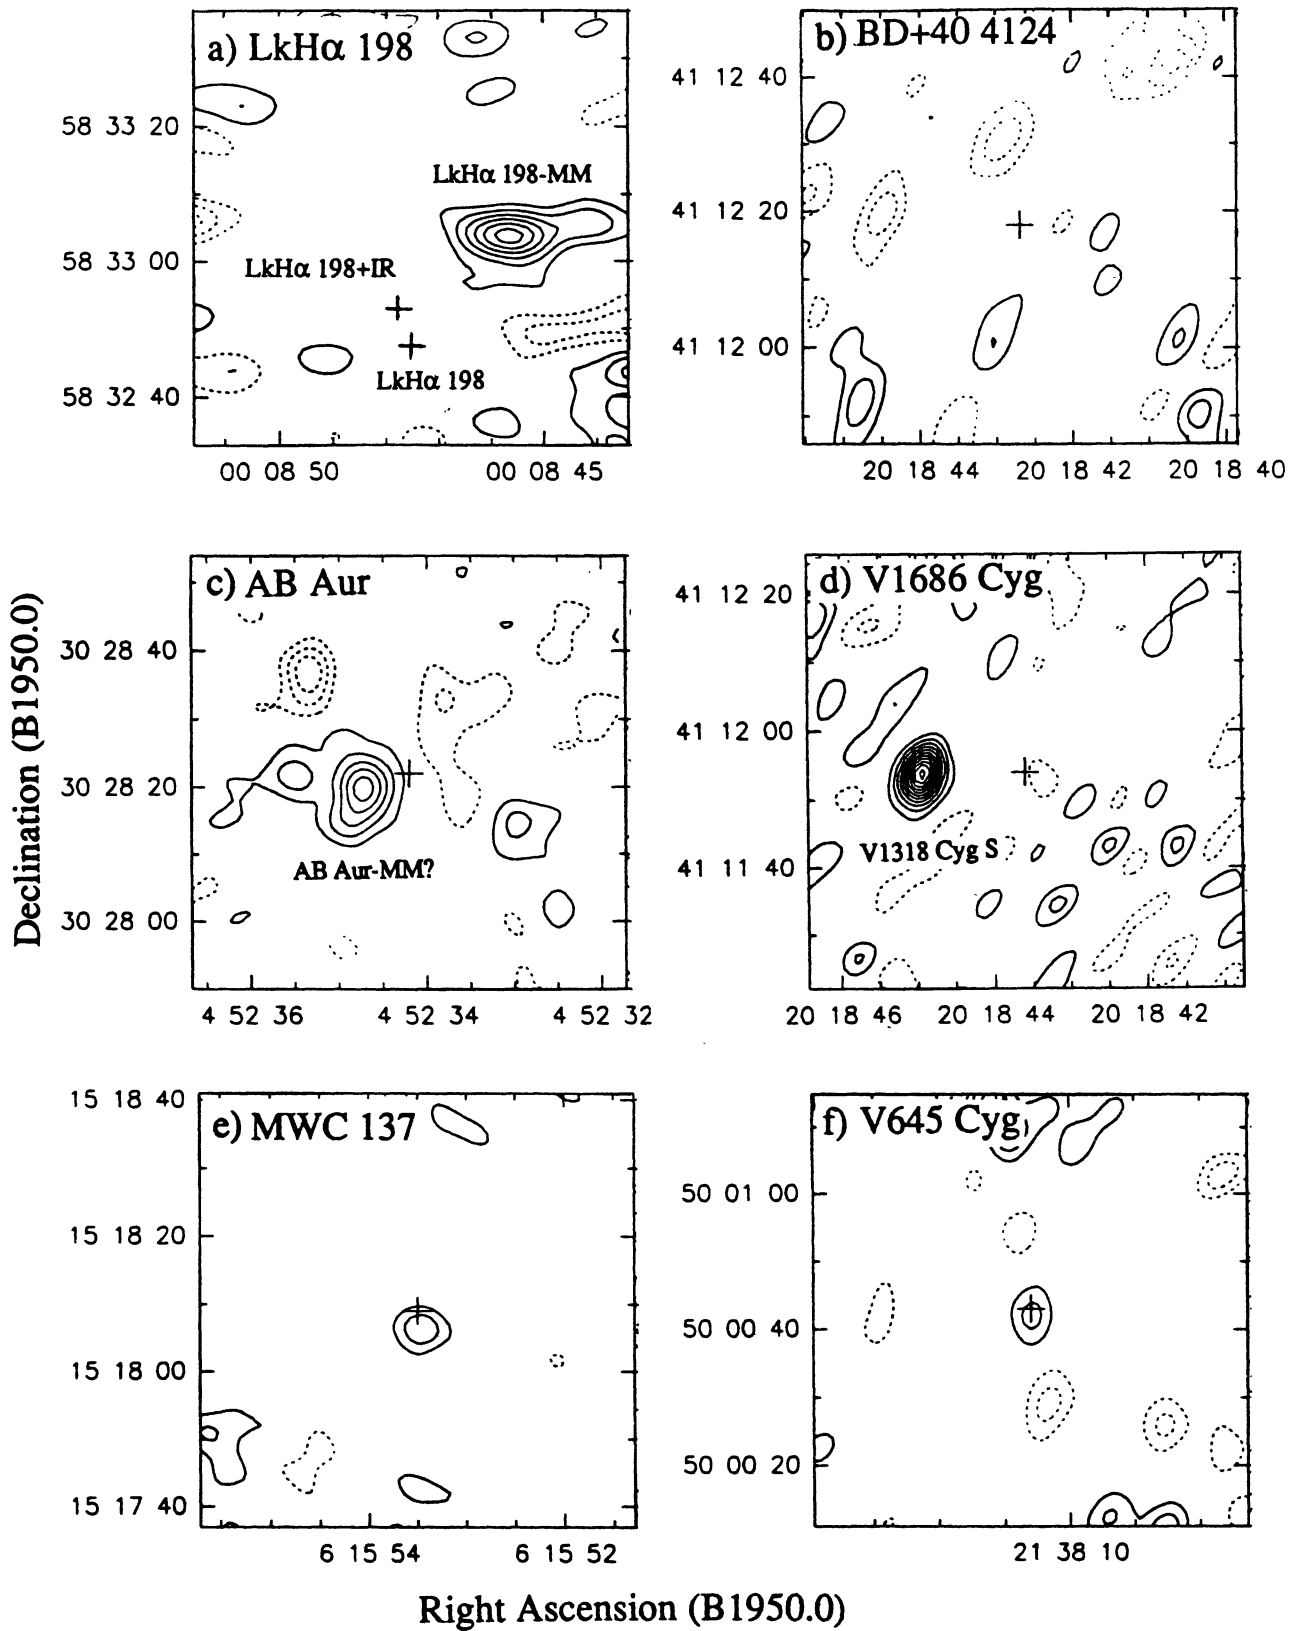 a) LkHα 198
58 33 20
58 33 00
58 32 40
LkHα 198-MM
LkHα 198+IR
LkHα 198
00 08 50
00 08 45
b) BD+40 4124
41 12 40
41 12 20
41 12 00
20 18 44
20 18 42
20 18 40
c) AB Aur
30 28 40
30 28 20
30 28 00
AB Aur-MM?
4 52 36
4 52 34
4 52 32
d) V1686 Cyg
41 12 20
41 12 00
41 11 40
V1318 Cyg S
20 18 46
20 18 44
20 18 42
e) MWC 137
15 18 40
15 18 20
15 18 00
15 17 40
6 15 54
6 15 52
f) V645 Cyg
50 01 00
50 00 40
50 00 20
21 38 10
Declination (B1950.0)
Right Ascension (B1950.0)